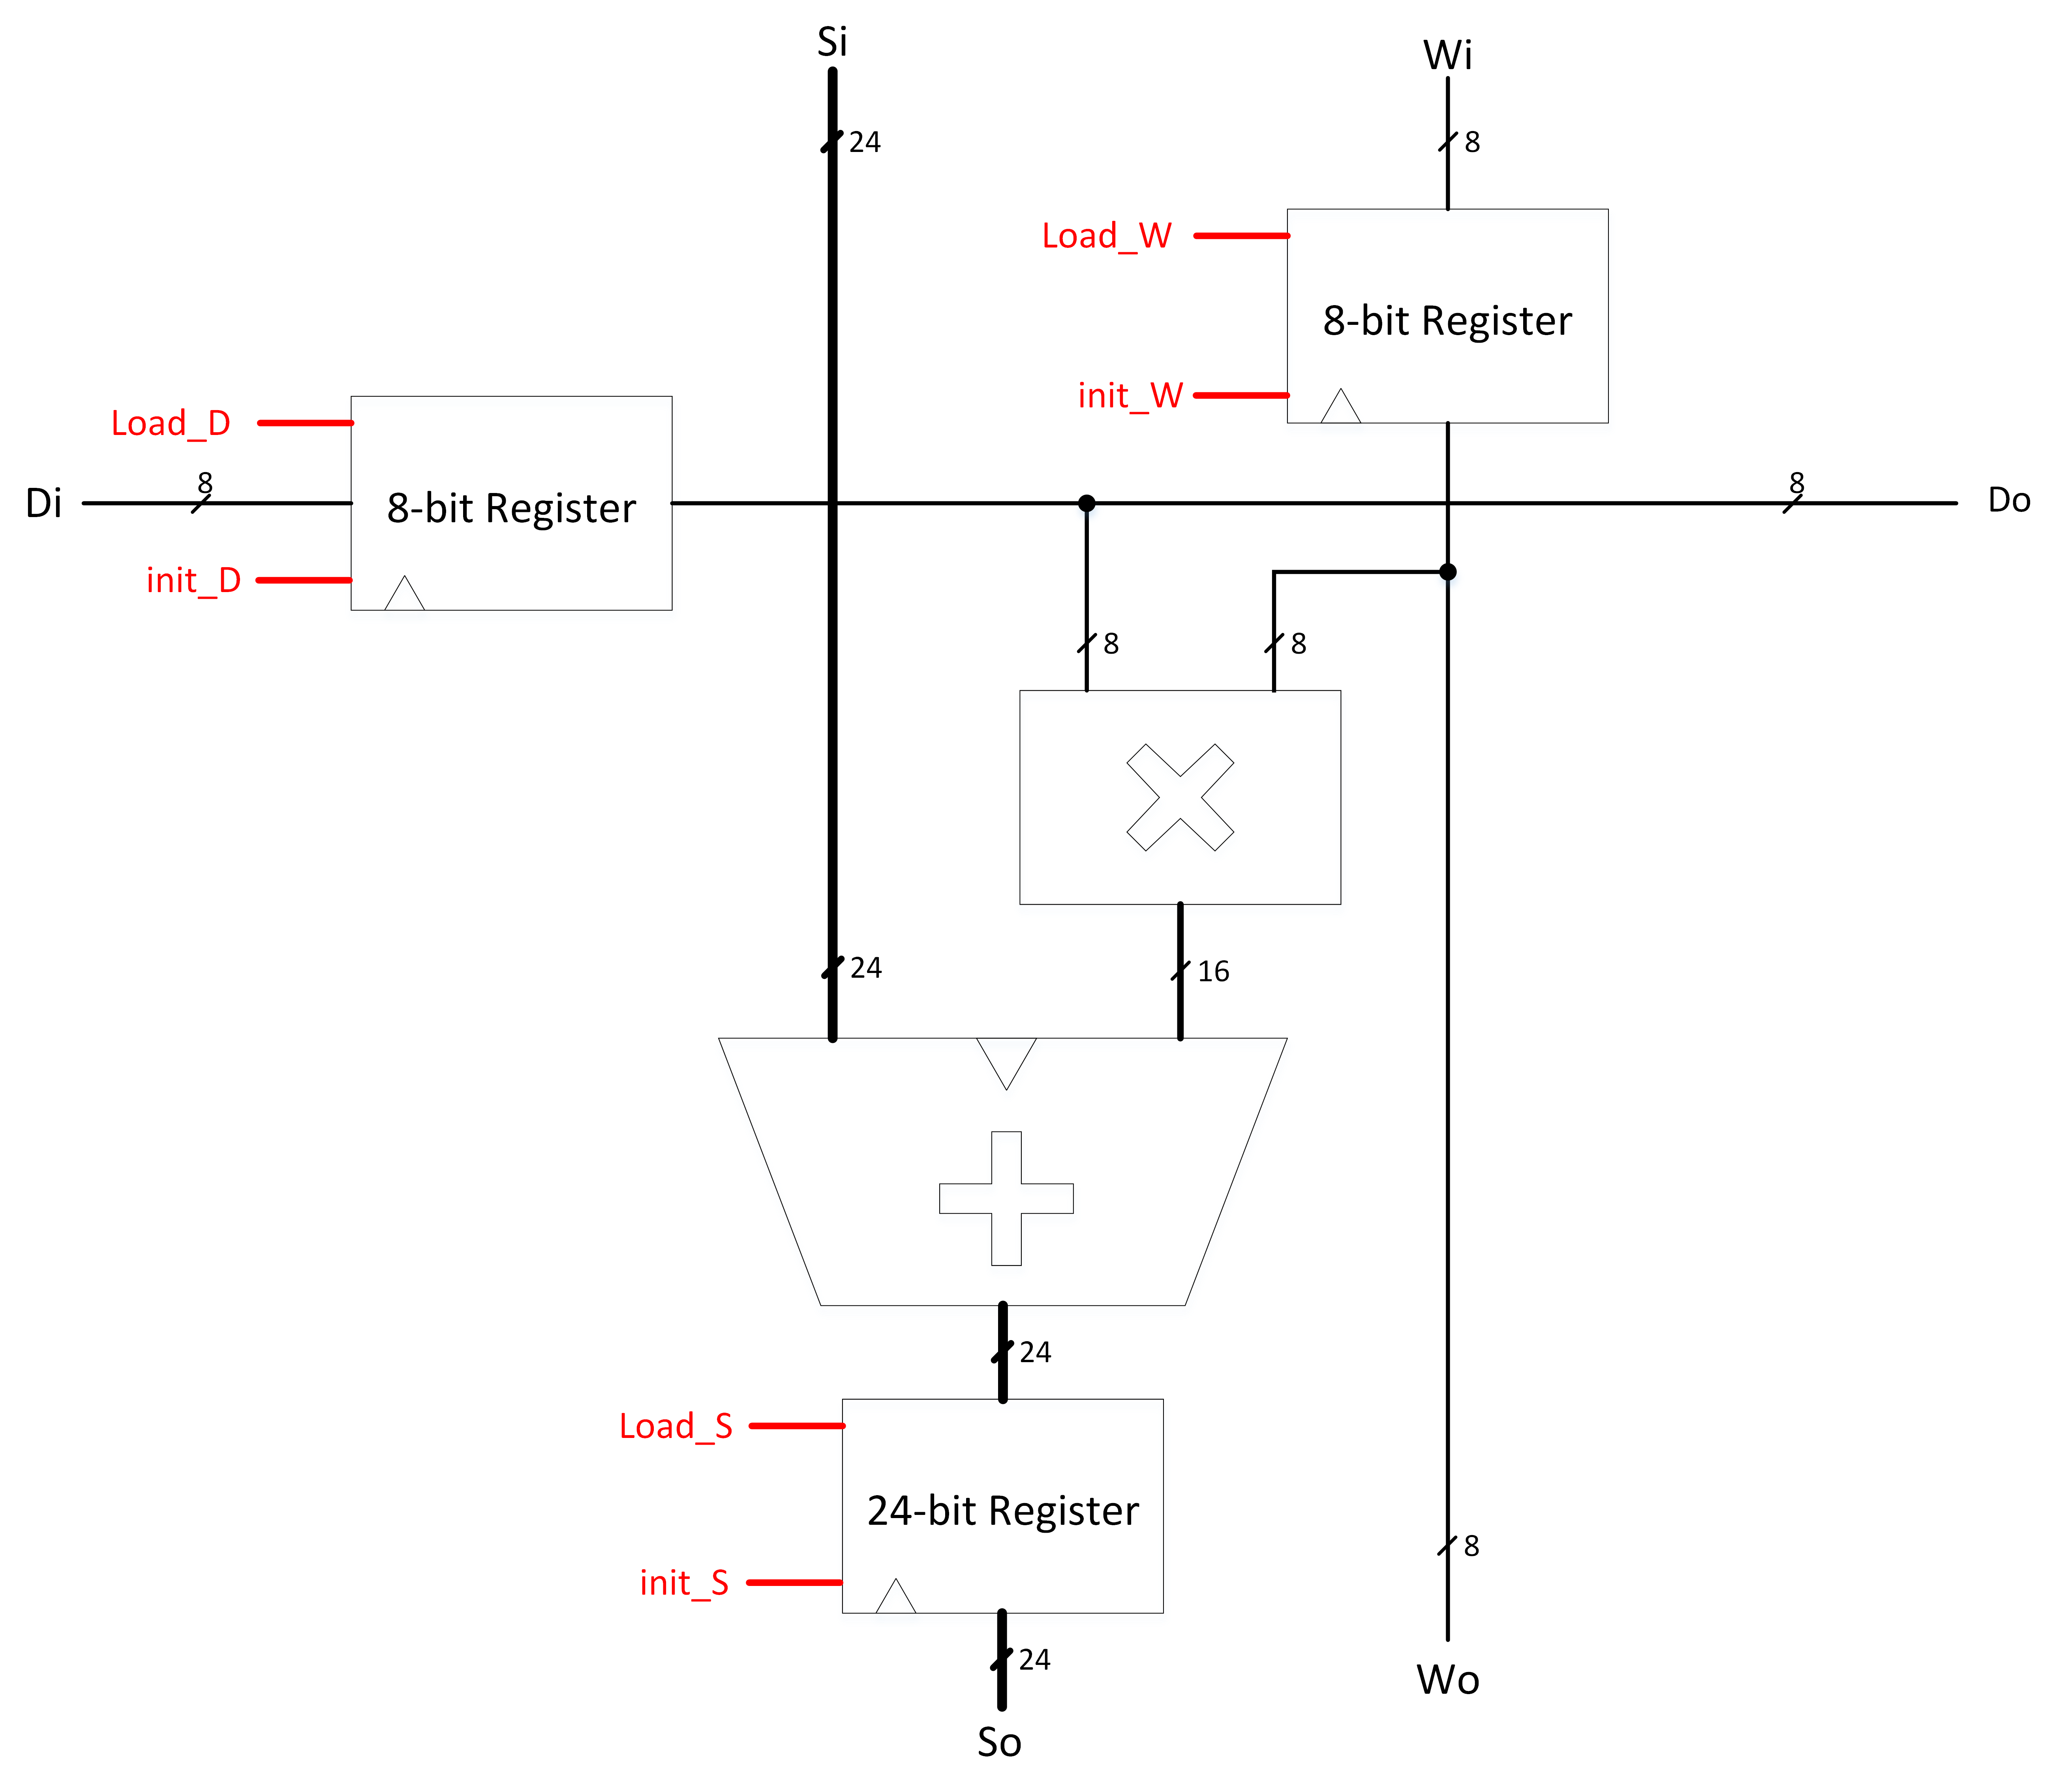 Si
Wi
24
8
Load_W
8-bit Register
init_W
Load_D
8
8
Di
8-bit Register
Do
init_D
8
8
24
16
24
Load_S
24-bit Register
8
init_S
24
Wo
So